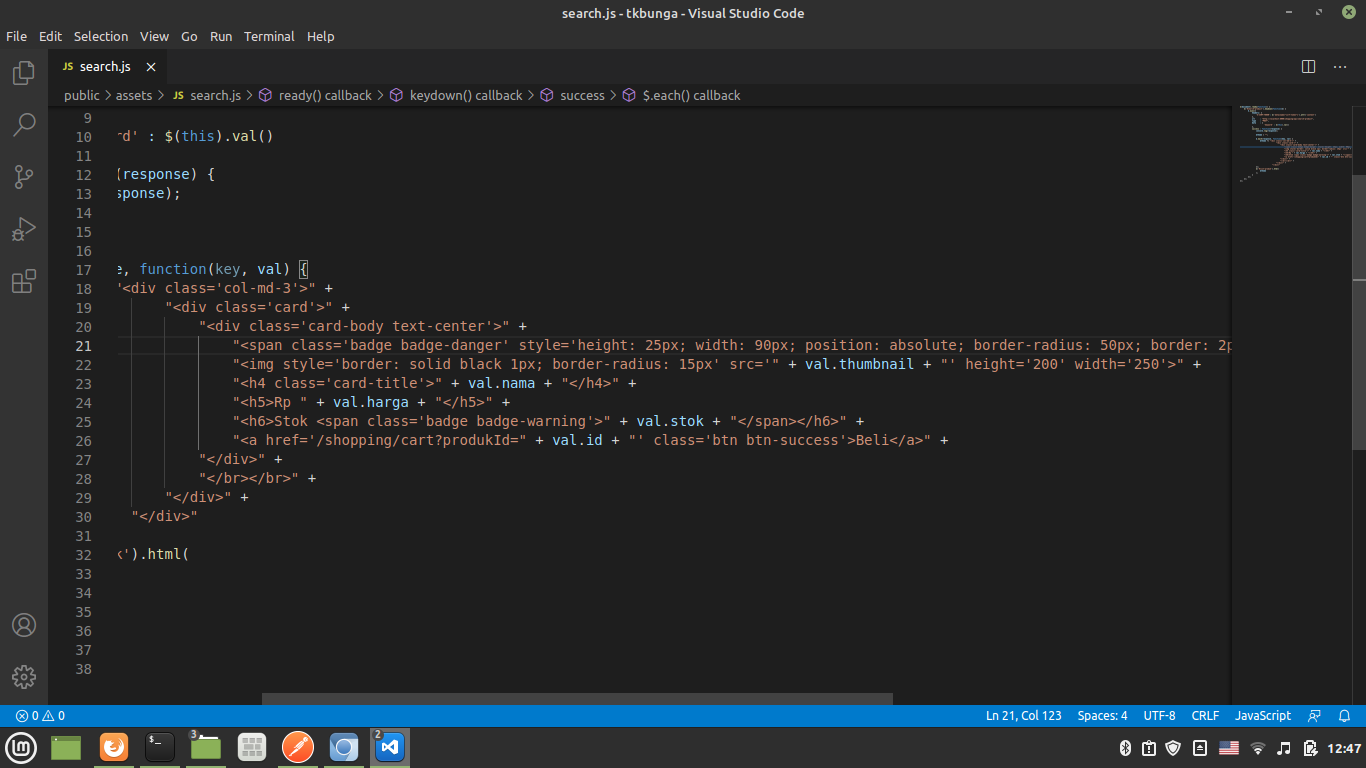 search.js - tkbunga - Visual Studio Code
File Edit Selection View Go Run Terminal Help
JS search.js
public > assets > JS search.js > ready() callback > keydown() callback > success > $.each() callback
9
10 rd' : $(this).val()
11
12 (response) {
13 sponse);
14
15
16
17 e, function(key, val) {
18 "<div class='col-md-3'>" +
19 "<div class='card'>" +
20 "<div class='card-body text-center'>" +
21 "<span class='badge badge-danger' style='height: 25px; width: 90px; position: absolute; border-radius: 50px; border: 2p
22 "<img style='border: solid black 1px; border-radius: 15px' src='" + val.thumbnail + "' height='200' width='250'>" +
23 "<h4 class='card-title'>" + val.nama + "</h4>" +
24 "<h5>Rp " + val.harga + "</h5>" +
25 "<h6>Stok <span class='badge badge-warning'>" + val.stok + "</span></h6>" +
26 "<a href='/shopping/cart?produkId=" + val.id + "' class='btn btn-success'>Beli</a>" +
27 "</div>" +
28 "</br></br>" +
29 "</div>" +
30 "</div>"
31
32 k').html(
33
34
35
36
37
38
0 0 Ln 21, Col 123 Spaces: 4 UTF-8 CRLF JavaScript
3 2 12:47